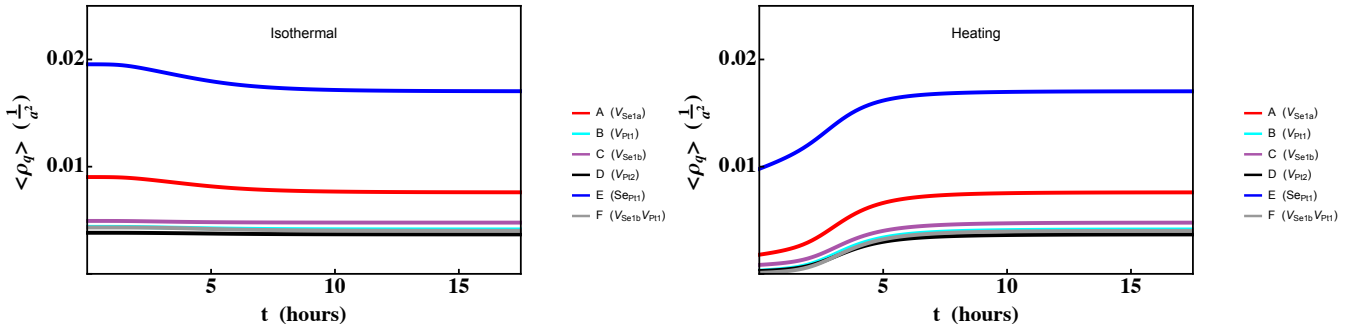 Isothermal
0.02
0.01
<ρq> (1/a²)
5
10
15
t (hours)
A (VSe1a)
B (VPt1)
C (VSe1b)
D (VPt2)
E (SePt1)
F (VSe1bVPt1)
Heating
0.02
0.01
<ρq> (1/a²)
5
10
15
t (hours)
A (VSe1a)
B (VPt1)
C (VSe1b)
D (VPt2)
E (SePt1)
F (VSe1bVPt1)